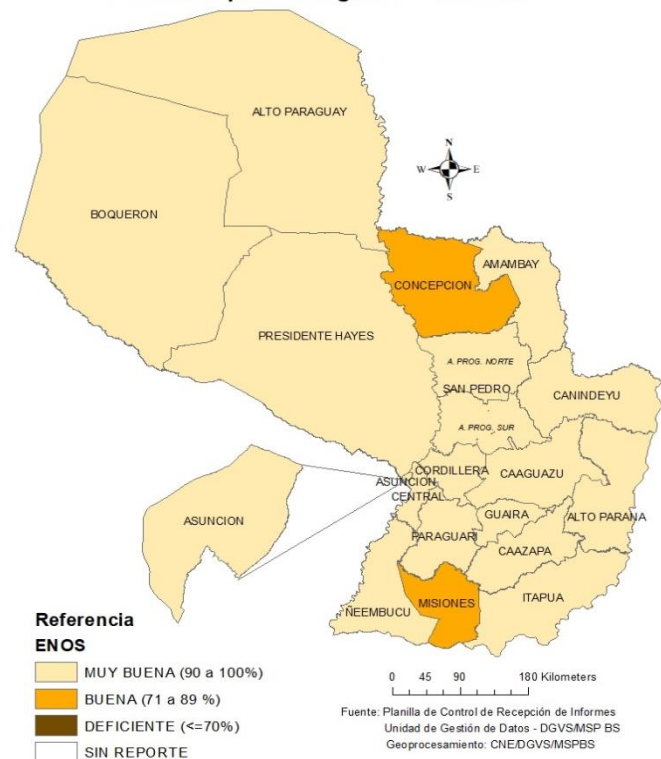 ALTO PARAGUAY
N
W E
S
BOQUERON
AMAMBAY
CONCEPCION
PRESIDENTE HAYES
A. PROG. NORTE
SAN PEDRO
CANINDEYU
A. PROG. SUR
CORDILLERA
CAAGUAZU
ASUNCION
CENTRAL
ASUNCION
GUAIRA
ALTO PARANA
PARAGUARI
CAAZAPA
ITAPUA
MISIONES
ÑEEMBUCU
Referencia
ENOS
MUY BUENA (90 a 100%)
BUENA (71 a 89 %)
DEFICIENTE (<=70%)
SIN REPORTE
0 45 90 180 Kilometers
Fuente: Planilla de Control de Recepción de Informes
Unidad de Gestión de Datos - DGVS/MSP BS
Geoprocesamiento: CNE/DGVS/MSPBS